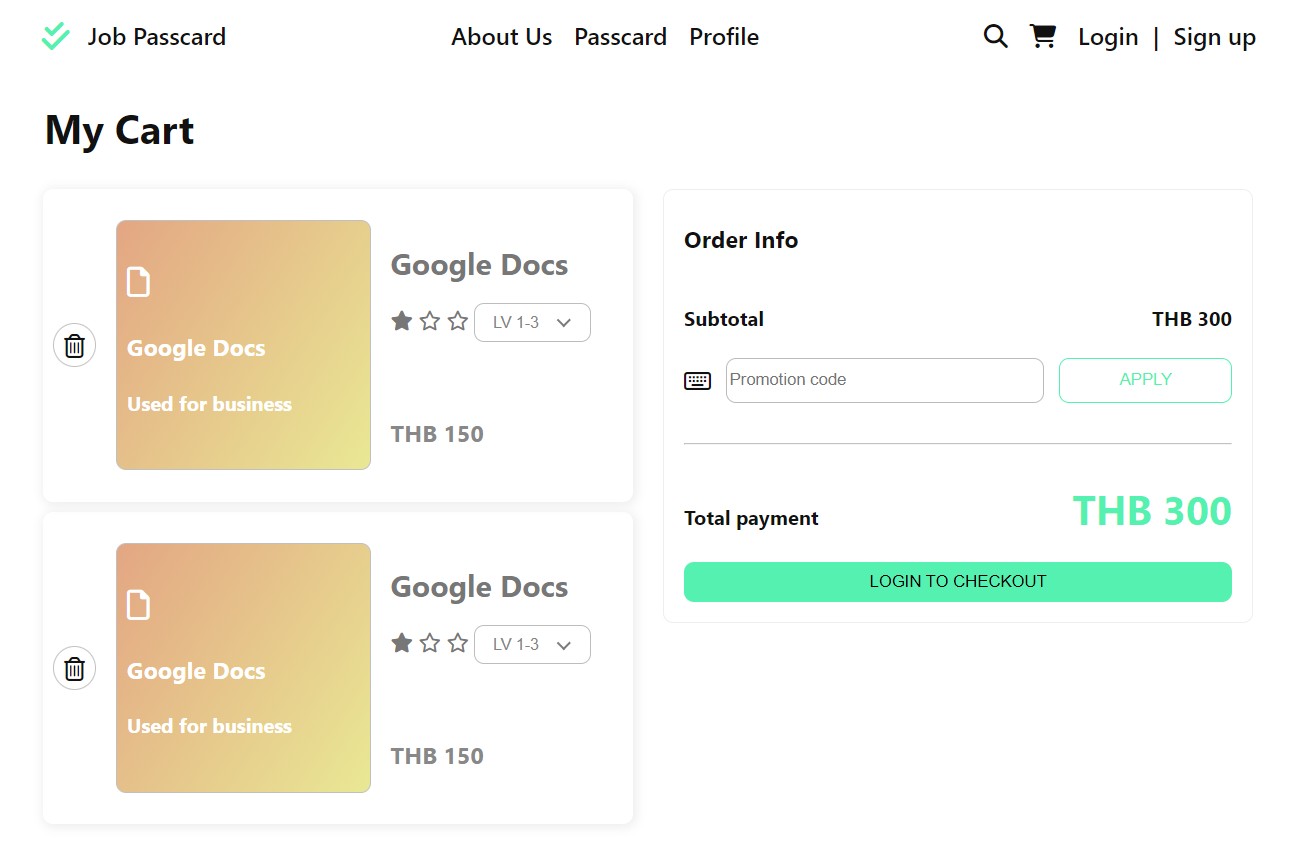 Job Passcard
About Us Passcard Profile
Login | Sign up
My Cart
Google Docs
Used for business
Google Docs
LV 1-3
THB 150
Google Docs
Used for business
Google Docs
LV 1-3
THB 150
Order Info
Subtotal THB 300
Promotion code APPLY
Total payment THB 300
LOGIN TO CHECKOUT